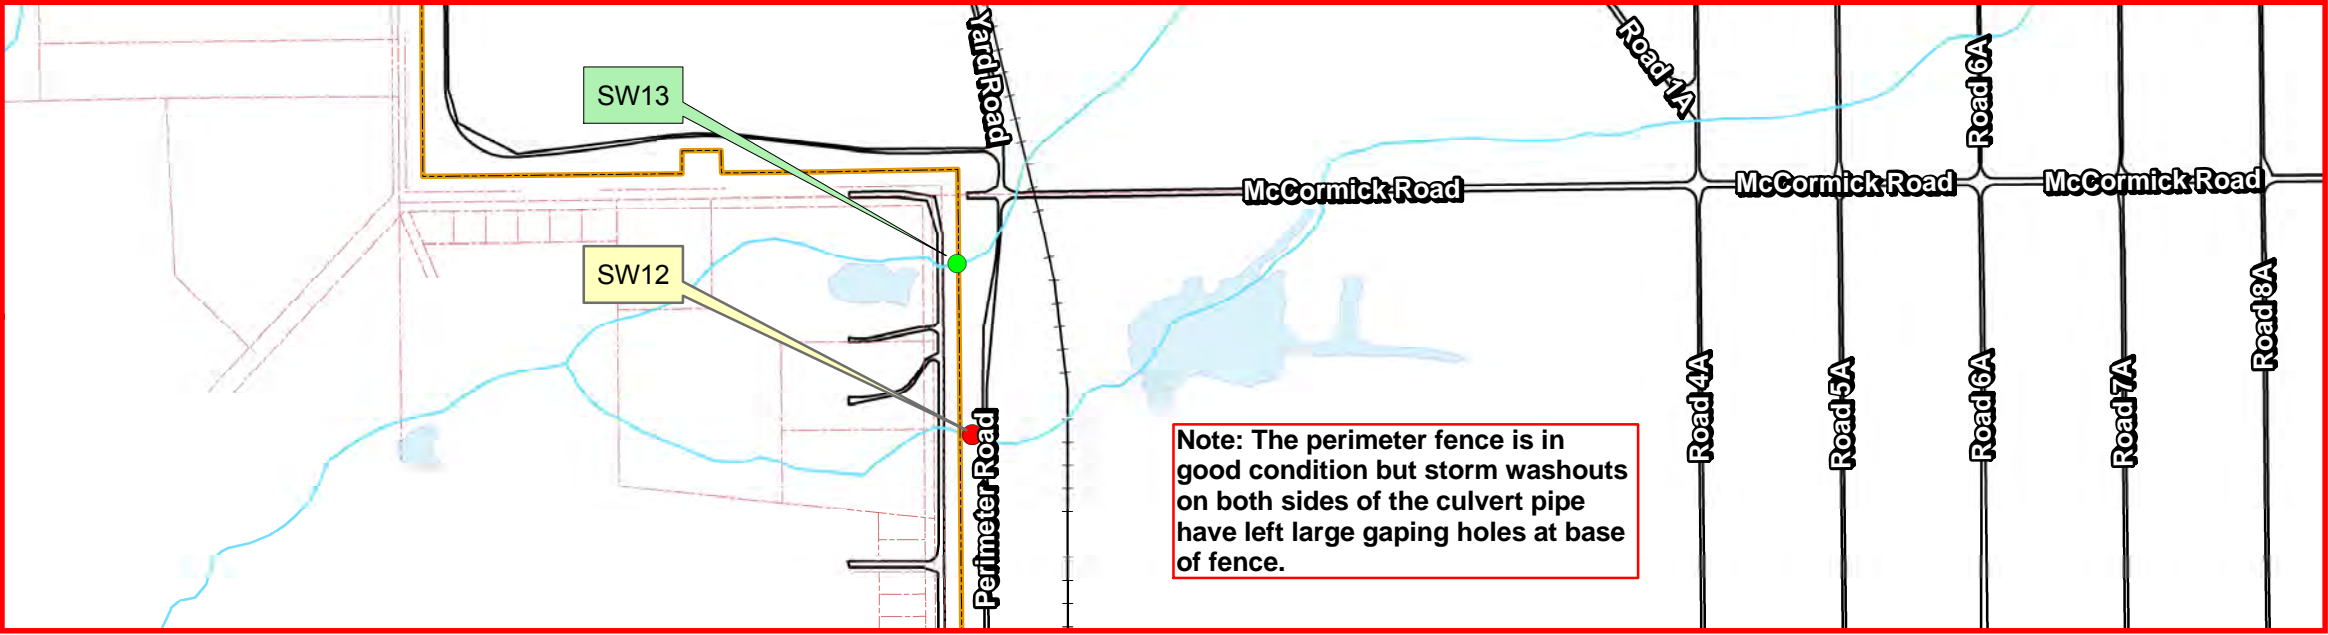 Yard Road
Road 1A
Road 6A
SW13
McCormick Road
McCormick Road
McCormick Road
SW12
Road 8A
Road 4A
Road 5A
Road 6A
Road 7A
Perimeter Road
Note: The perimeter fence is in
good condition but storm washouts
on both sides of the culvert pipe
have left large gaping holes at base
of fence.